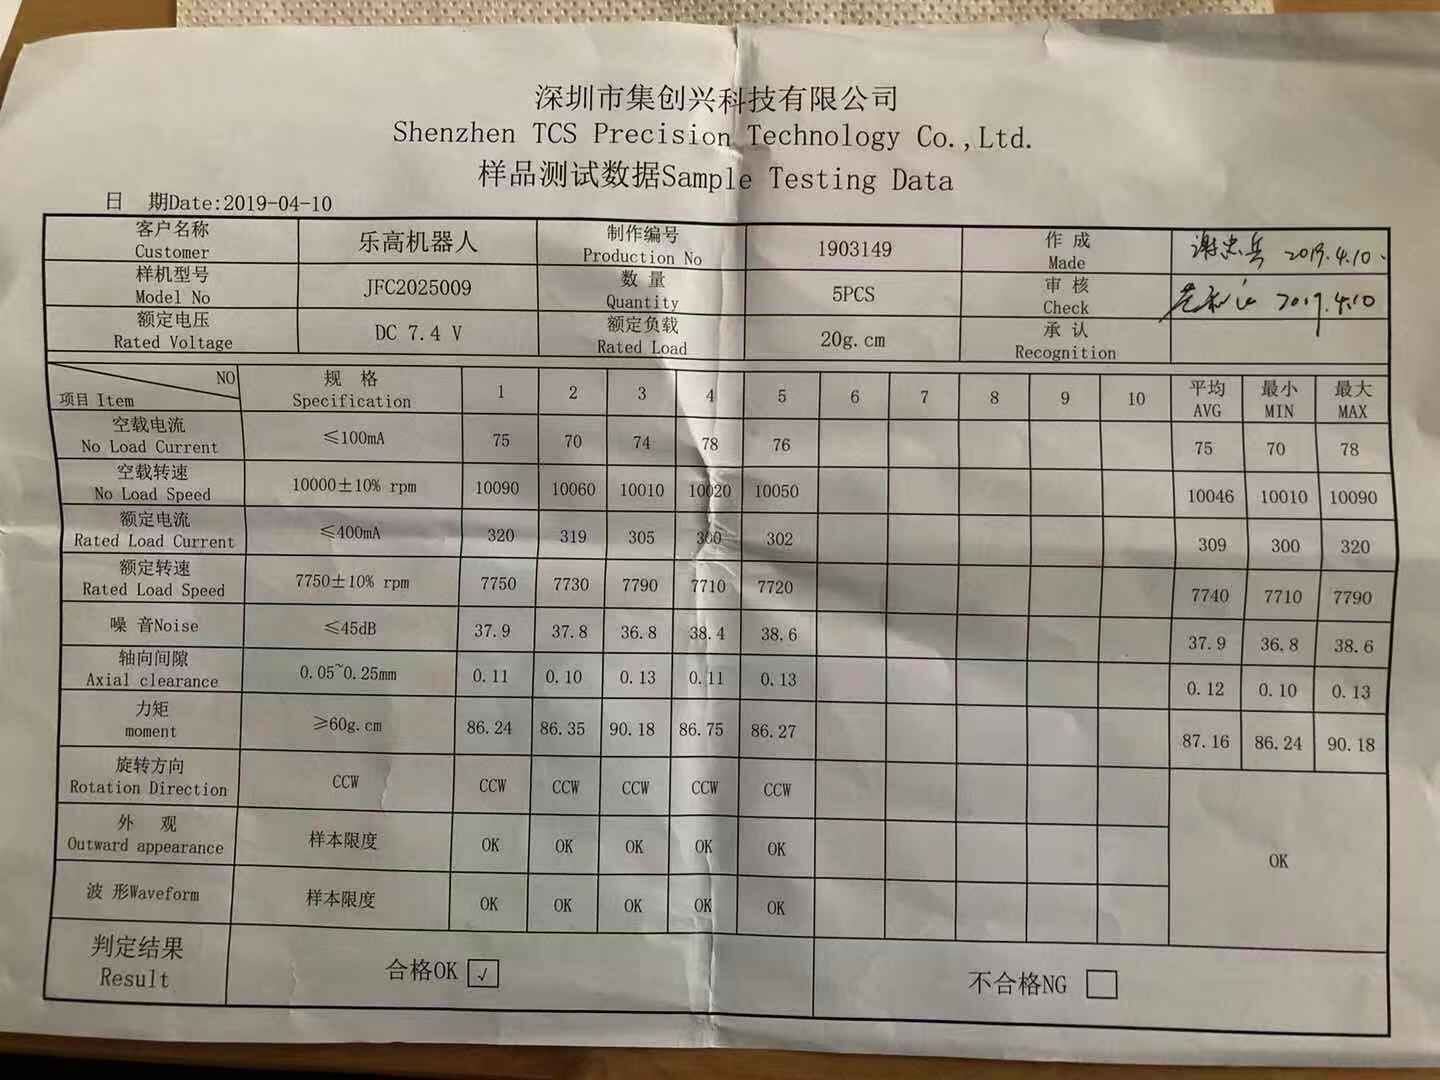 深圳市集创兴科技有限公司
Shenzhen TCS Precision Technology Co.,Ltd.
样品测试数据Sample Testing Data
日 期Date:2019-04-10
客户名称 Customer 乐高机器人 制作编号 Production No 1903149 作 成 Made 2019.4.10
样机型号 Model No JFC2025009 数 量 Quantity 5PCS 审 核 Check 2019.4.10
额定电压 Rated Voltage DC 7.4 V 额定负载 Rated Load 20g.cm 承 认 Recognition
NO 项目 Item 规 格 Specification 1 2 3 4 5 6 7 8 9 10 平均 AVG 最小 MIN 最大 MAX
空载电流 No Load Current ≤100mA 75 70 74 78 76 75 70 78
空载转速 No Load Speed 10000±10% rpm 10090 10060 10010 10020 10050 10046 10010 10090
额定电流 Rated Load Current ≤400mA 320 319 305 300 302 309 300 320
额定转速 Rated Load Speed 7750±10% rpm 7750 7730 7790 7710 7720 7740 7710 7790
噪 音Noise ≤45dB 37.9 37.8 36.8 38.4 38.6 37.9 36.8 38.6
轴向间隙 Axial clearance 0.05~0.25mm 0.11 0.10 0.13 0.11 0.13 0.12 0.10 0.13
力矩 moment ≥60g.cm 86.24 86.35 90.18 86.75 86.27 87.16 86.24 90.18
旋转方向 Rotation Direction CCW CCW CCW CCW CCW CCW
外 观 Outward appearance 样本限度 OK OK OK OK OK OK
波 形Waveform 样本限度 OK OK OK OK OK
判定结果 Result 合格OK √ 不合格NG